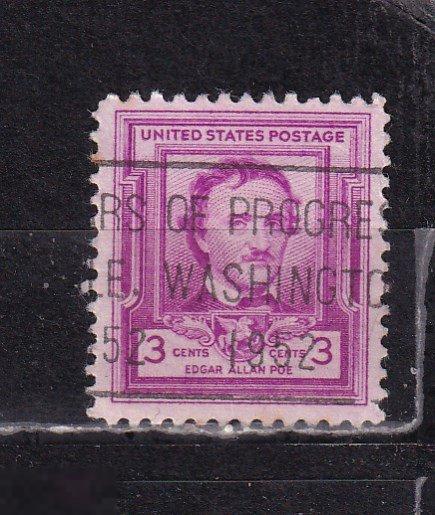 UNITED STATES POSTAGE
RS OF PROGRES
E. WASHINGTO
52 1952
3 CENTS CENTS 3
EDGAR ALLAN POE